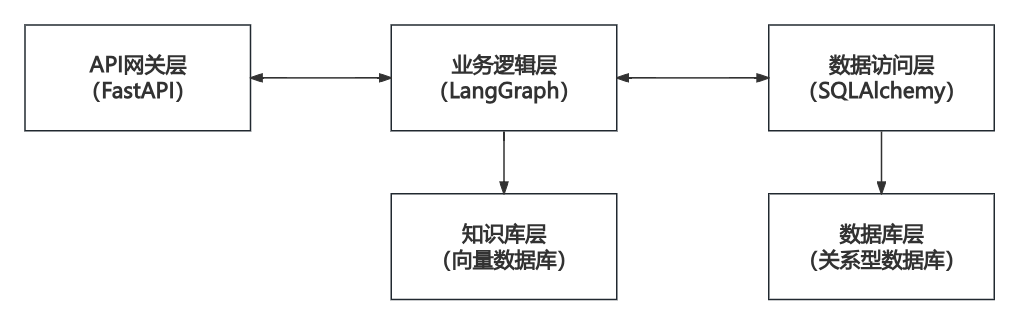 API网关层
（FastAPI）
业务逻辑层
（LangGraph）
数据访问层
（SQLAlchemy）
知识库层
（向量数据库）
数据库层
（关系型数据库）